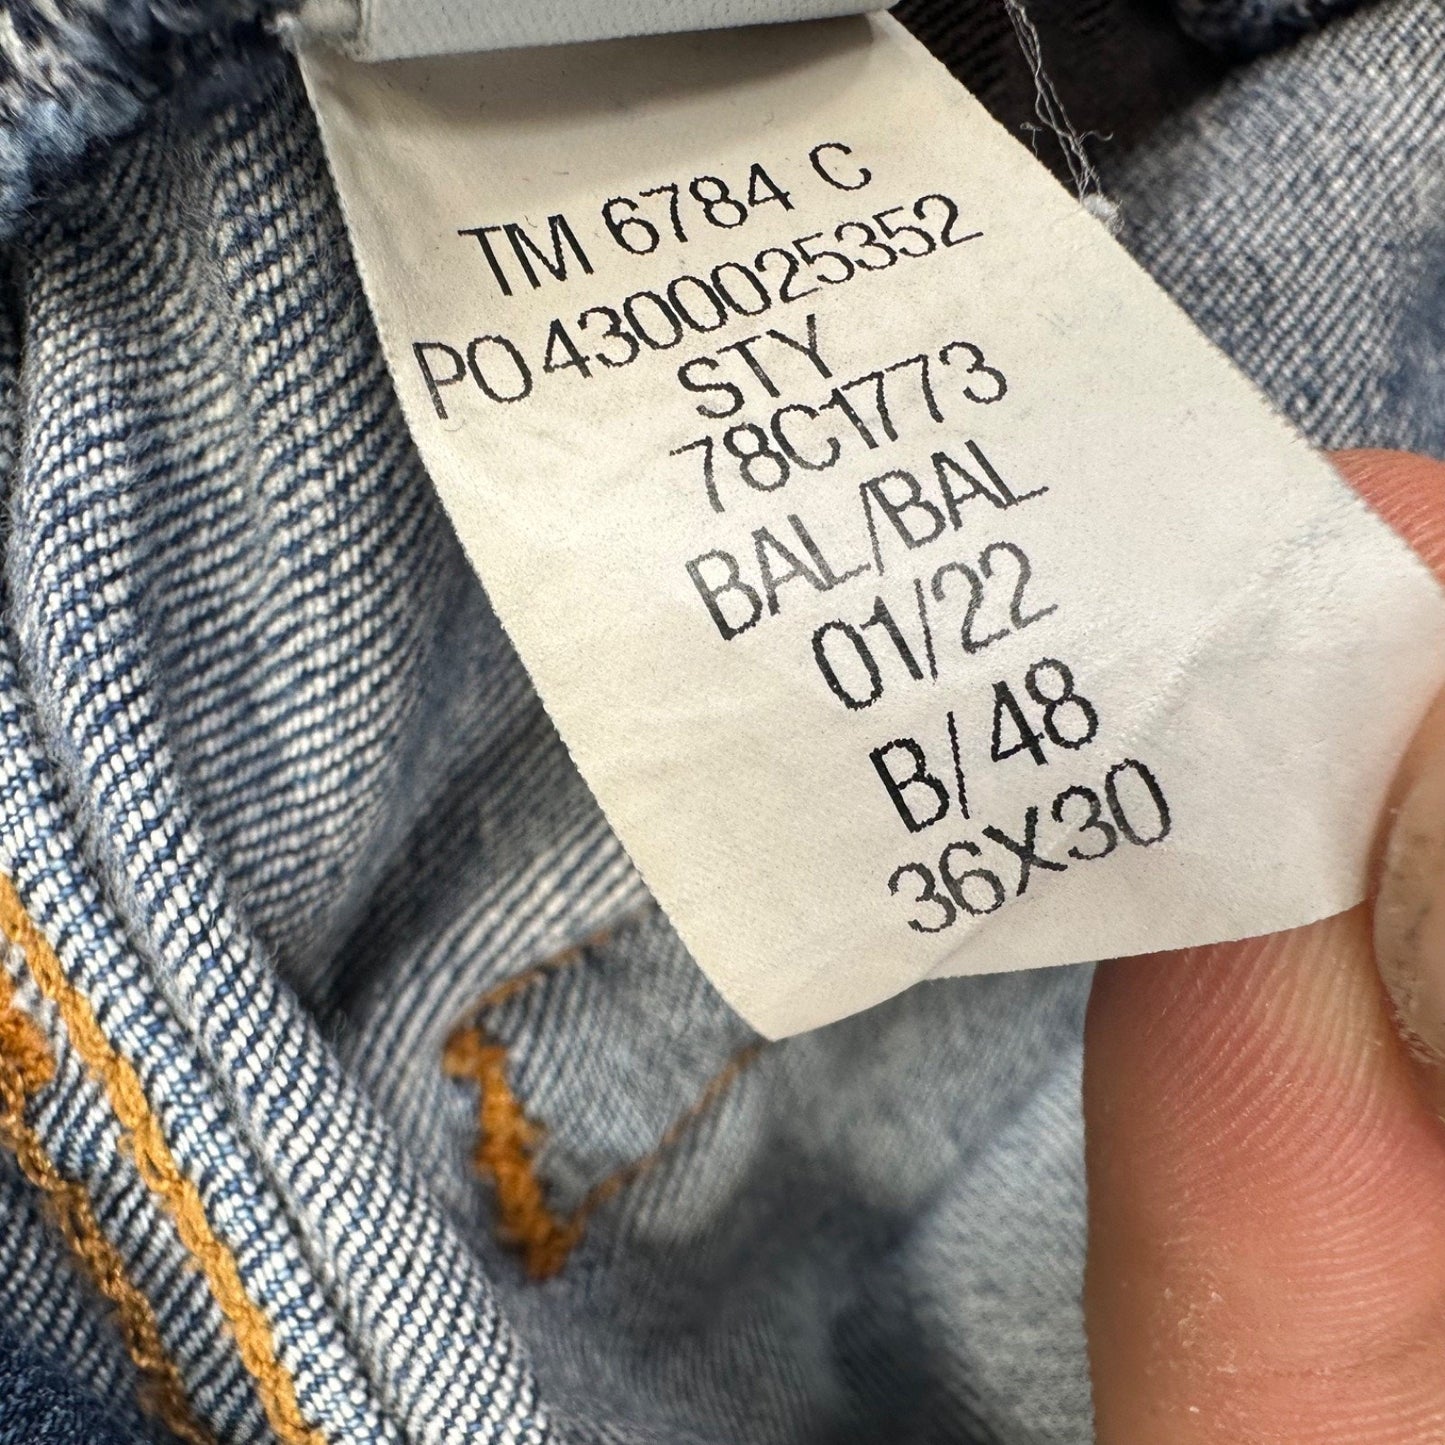 TM 6784 C
PO 4300025352
STY
78C1773
BAL/BAL
01/22
B/48
36X30